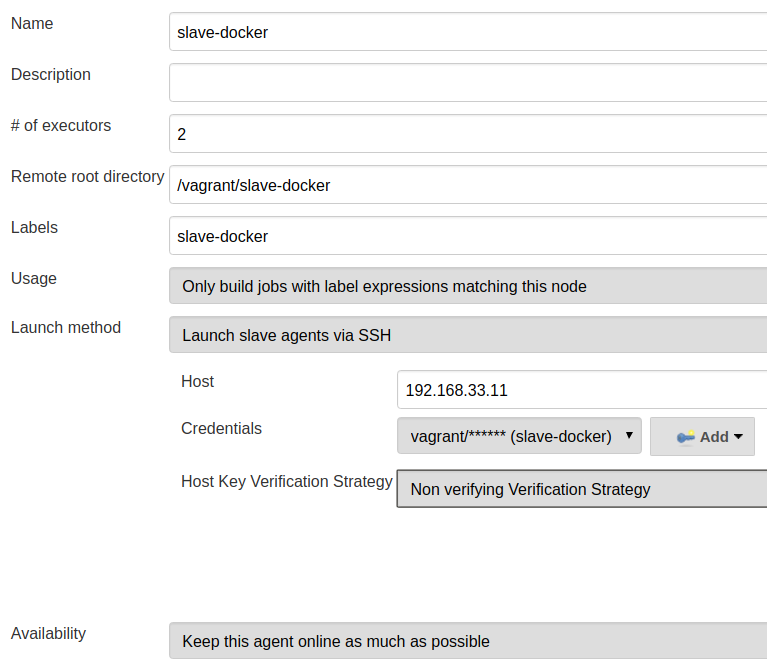 Name
slave-docker
Description
# of executors
2
Remote root directory
/vagrant/slave-docker
Labels
slave-docker
Usage
Only build jobs with label expressions matching this node
Launch method
Launch slave agents via SSH
Host
192.168.33.11
Credentials
vagrant/****** (slave-docker)
Add
Host Key Verification Strategy
Non verifying Verification Strategy
Availability
Keep this agent online as much as possible